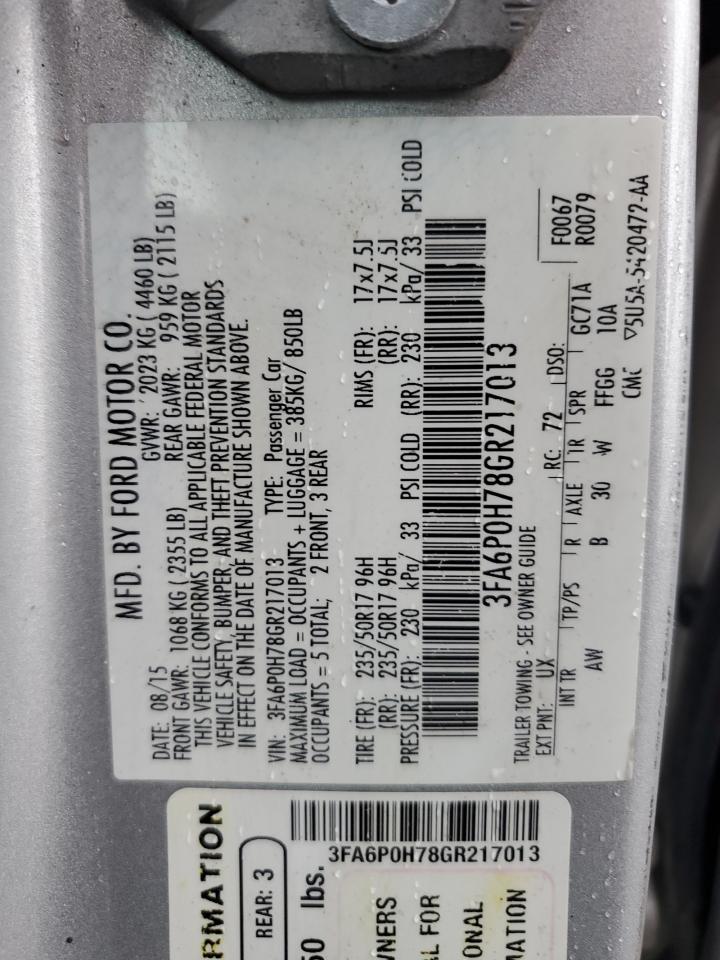 MFD. BY FORD MOTOR CO.
DATE: 08/15 GVWR: 2023 KG ( 4460 LB)
FRONT GAWR: 1068 KG ( 2355 LB) REAR GAWR: 959 KG ( 2115 LB)
THIS VEHICLE CONFORMS TO ALL APPLICABLE FEDERAL MOTOR
VEHICLE SAFETY, BUMPER, AND THEFT PREVENTION STANDARDS
IN EFFECT ON THE DATE OF MANUFACTURE SHOWN ABOVE.
VIN: 3FA6P0H78GR217013 TYPE: Passenger Car
MAXIMUM LOAD = OCCUPANTS + LUGGAGE = 385KG/ 850LB
OCCUPANTS = 5 TOTAL; 2 FRONT, 3 REAR
TIRE (FR): 235/50R17 96H RIMS (FR): 17x7.5J
(RR): 235/50R17 96H (RR): 17x7.5J
PRESSURE (FR): 230 kPa/ 33 PSI COLD (RR): 230 kPa/ 33 PSI COLD
3FA6P0H78GR217013
TRAILER TOWING - SEE OWNER GUIDE
EXT PNT: UX RC: 72 DSO: F0067
R0079
INT TR TP/PS R AXLE TR SPR GC71A
AW B 30 W FFGG 10A
CMC ▽5U5A-5420472-AA
3FA6P0H78GR217013
RMATION
REAR: 3
50 lbs.
WNERS
L FOR
ONAL
MATION